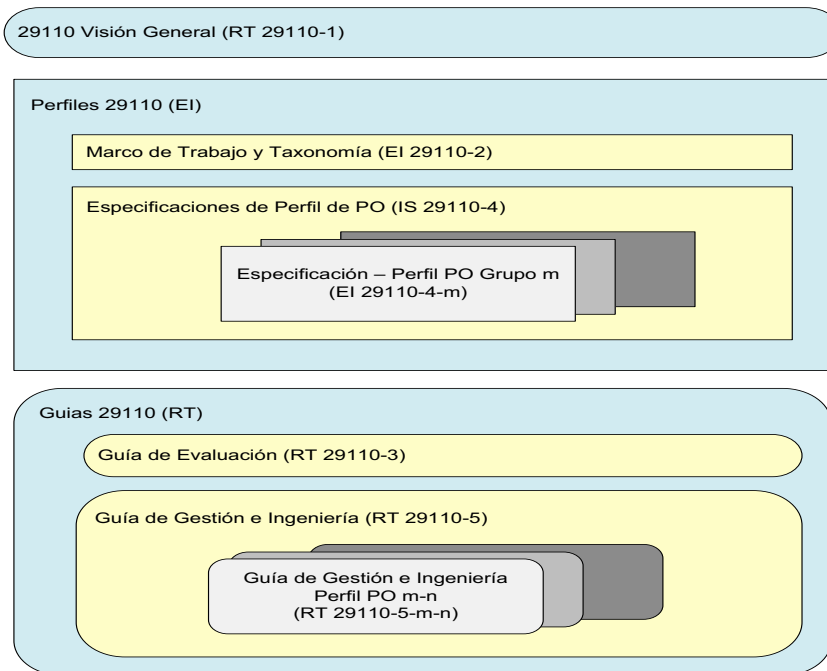 29110 Visión General (RT 29110-1)
Perfiles 29110 (EI)
Marco de Trabajo y Taxonomía (EI 29110-2)
Especificaciones de Perfil de PO (IS 29110-4)
Especificación – Perfil PO Grupo m
(EI 29110-4-m)
Guias 29110 (RT)
Guía de Evaluación (RT 29110-3)
Guía de Gestión e Ingeniería (RT 29110-5)
Guía de Gestión e Ingeniería
Perfil PO m-n
(RT 29110-5-m-n)